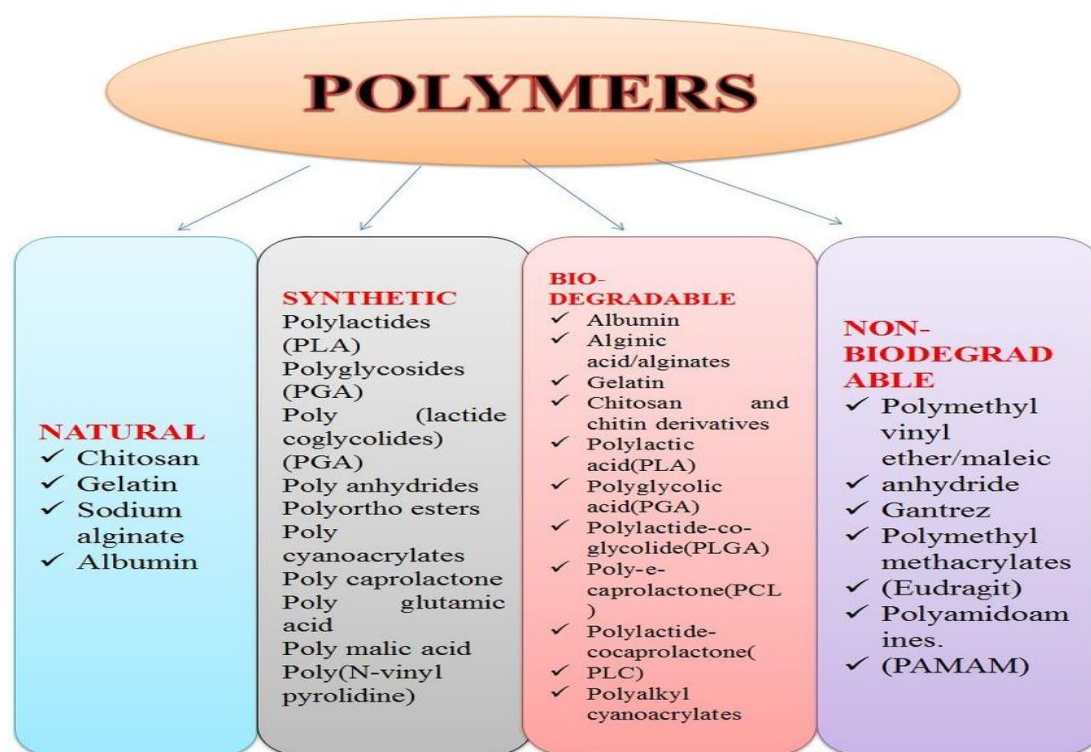 POLYMERS
NATURAL
✓ Chitosan
✓ Gelatin
✓ Sodium
alginate
✓ Albumin
SYNTHETIC
Polylactides
(PLA)
Polyglycosides
(PGA)
Poly (lactide
coglycolides)
(PGA)
Poly anhydrides
Polyortho esters
Poly
cyanoacrylates
Poly caprolactone
Poly glutamic
acid
Poly malic acid
Poly(N-vinyl
pyrolidine)
BIO-
DEGRADABLE
✓ Albumin
✓ Alginic
acid/alginates
✓ Gelatin
✓ Chitosan and
chitin derivatives
✓ Polylactic
acid(PLA)
✓ Polyglycolic
acid(PGA)
✓ Polylactide-co-
glycolide(PLGA)
✓ Poly-e-
caprolactone(PCL
)
✓ Polylactide-
cocaprolactone(
✓ PLC)
✓ Polyalkyl
cyanoacrylates
NON-
BIODEGRAD
ABLE
✓ Polymethyl
vinyl
ether/maleic
✓ anhydride
✓ Gantrez
✓ Polymethyl
methacrylates
✓ (Eudragit)
✓ Polyamidoam
ines.
✓ (PAMAM)